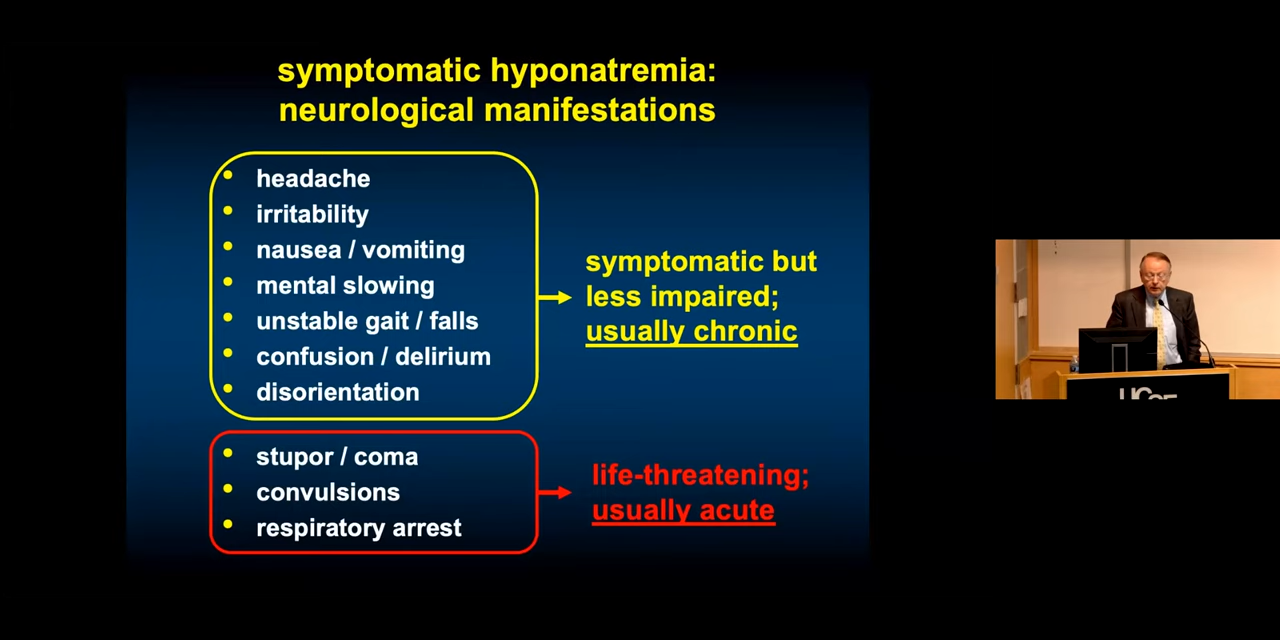 symptomatic hyponatremia:
neurological manifestations
• headache
• irritability
• nausea / vomiting
• mental slowing
• unstable gait / falls
• confusion / delirium
• disorientation
symptomatic but
less impaired;
usually chronic
• stupor / coma
• convulsions
• respiratory arrest
life-threatening;
usually acute